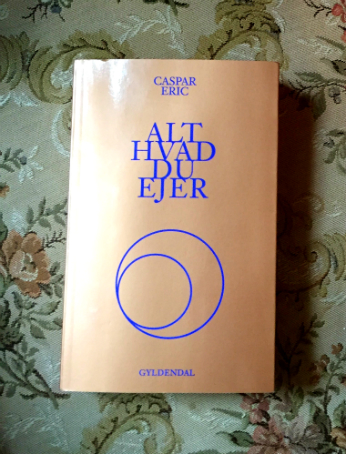 CASPAR
ERIC
ALT
HVAD
DU
EJER
GYLDENDAL